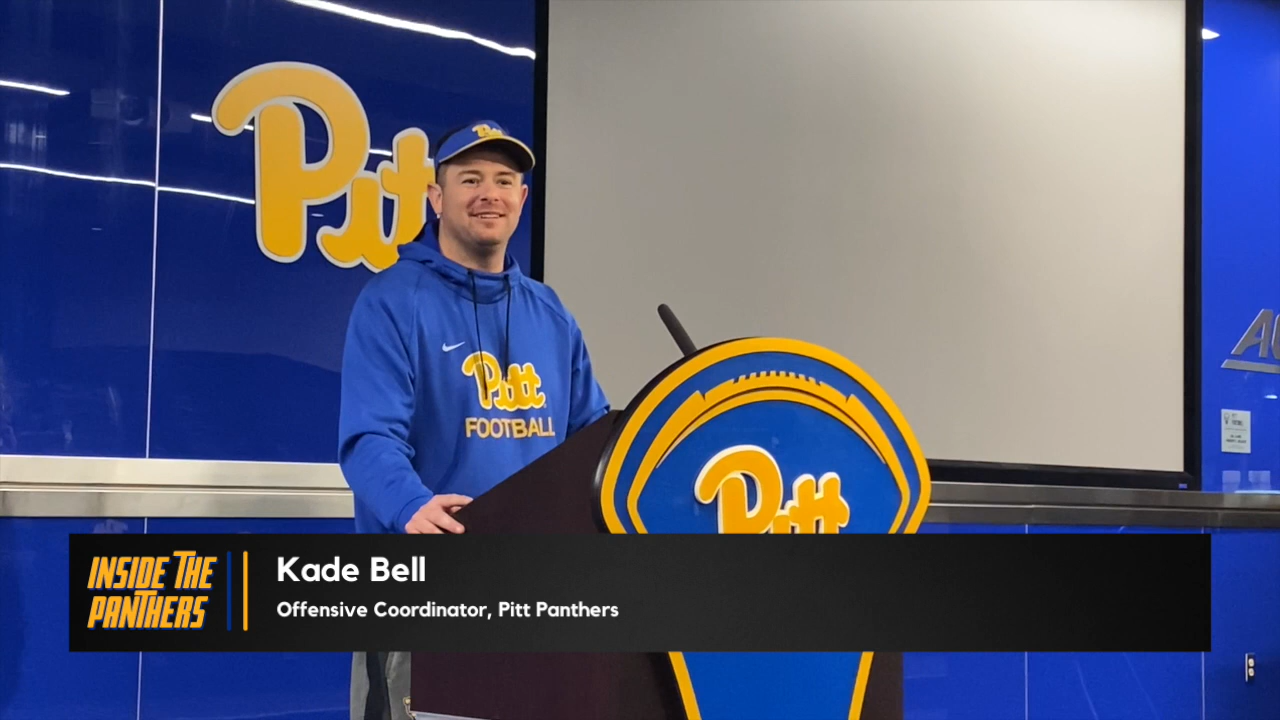 Pitt
Pitt
Pitt
FOOTBALL
Pitt
INSIDE THE
PANTHERS
Kade Bell
Offensive Coordinator, Pitt Panthers